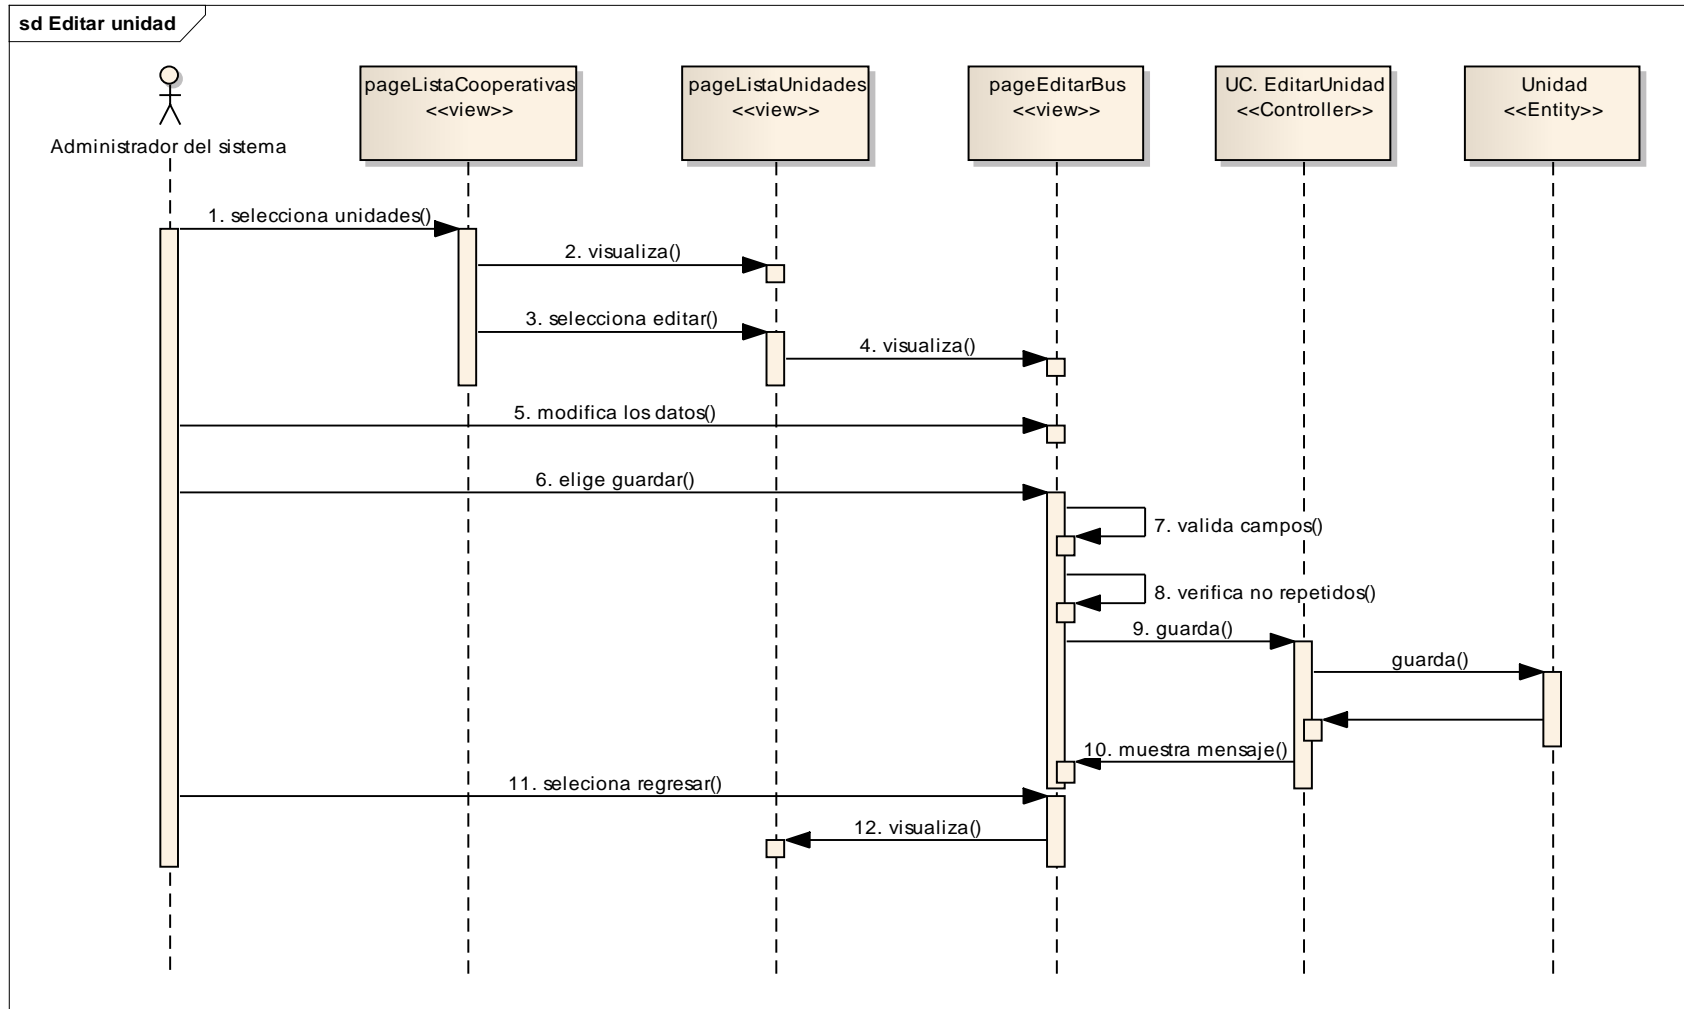 sd Editar unidad
Administrador del sistema
pageListaCooperativas
<<view>>
pageListaUnidades
<<view>>
pageEditarBus
<<view>>
UC. EditarUnidad
<<Controller>>
Unidad
<<Entity>>
1. selecciona unidades()
2. visualiza()
3. selecciona editar()
4. visualiza()
5. modifica los datos()
6. elige guardar()
7. valida campos()
8. verifica no repetidos()
9. guarda()
guarda()
10. muestra mensaje()
11. seleciona regresar()
12. visualiza()